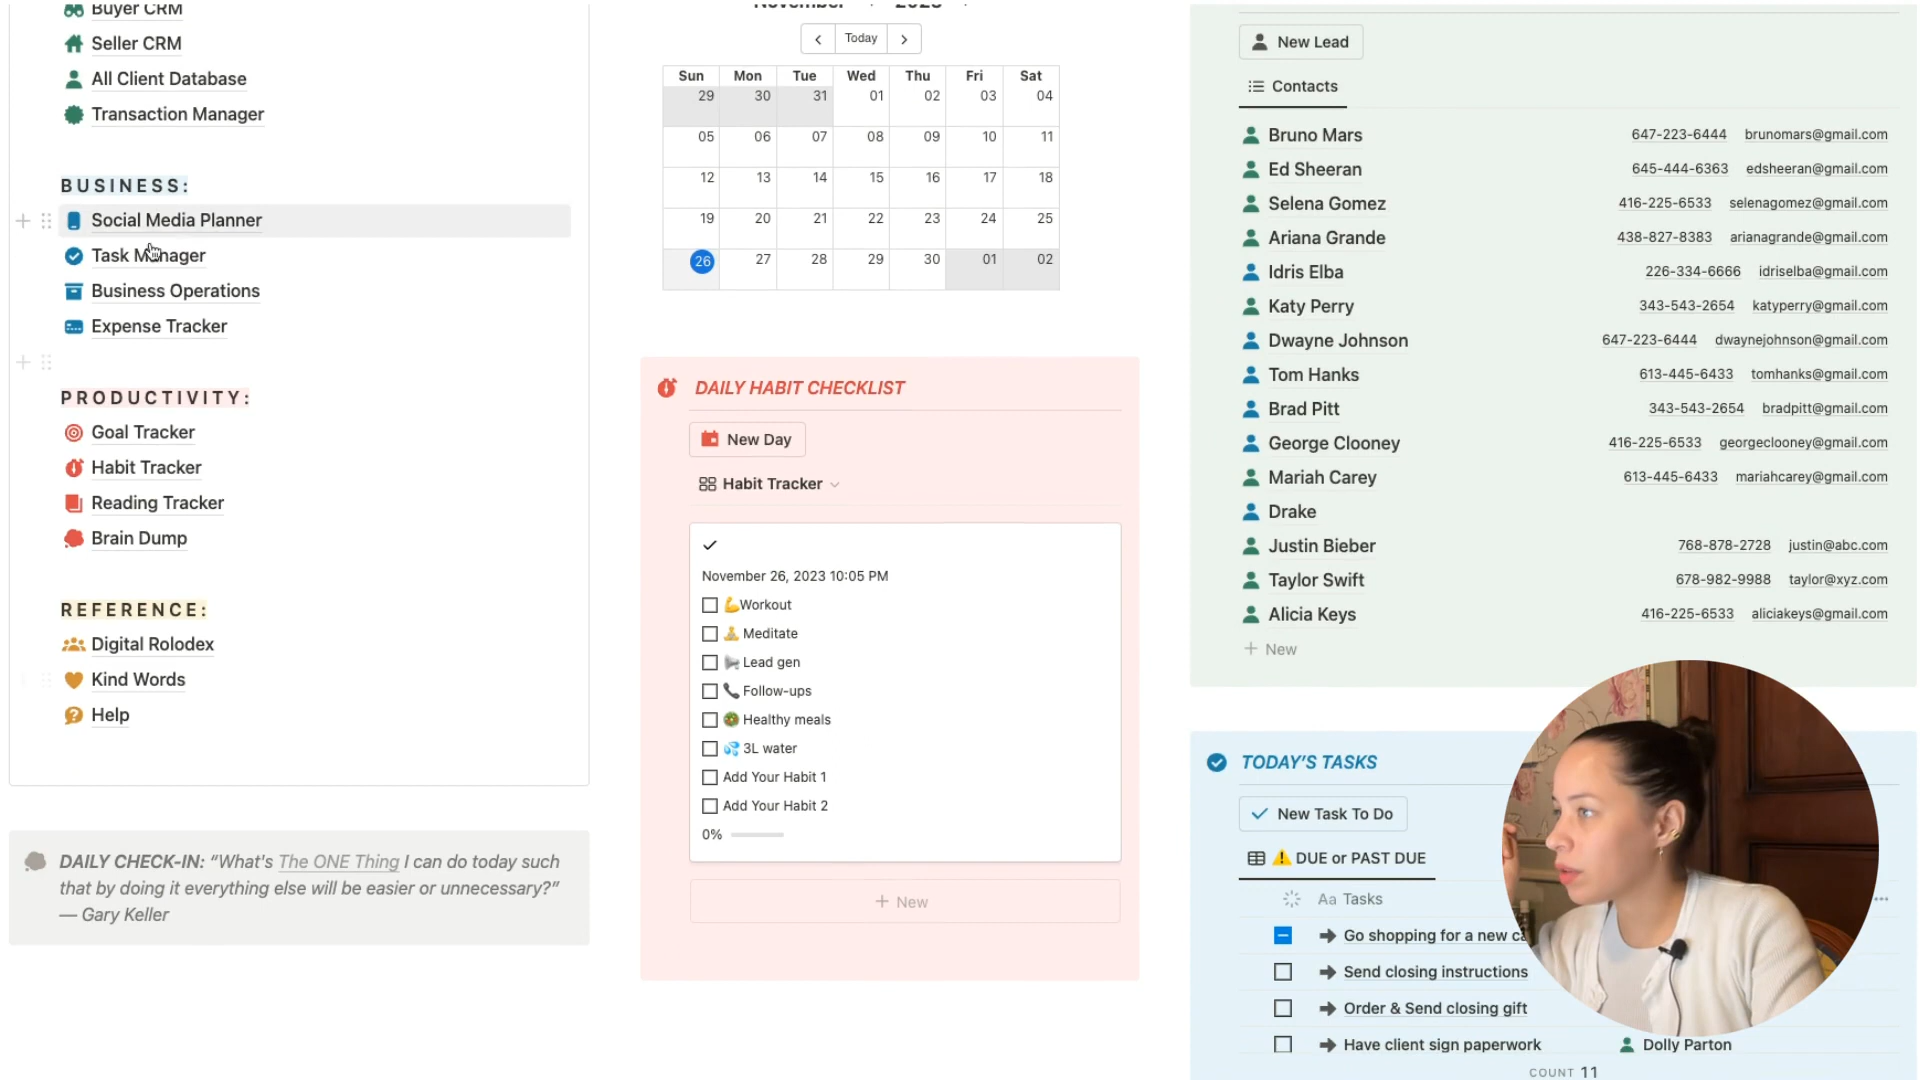 Buyer CRM
Seller CRM
All Client Database
Transaction Manager
BUSINESS:
Social Media Planner
Task Manager
Business Operations
Expense Tracker
PRODUCTIVITY:
Goal Tracker
Habit Tracker
Reading Tracker
Brain Dump
REFERENCE:
Digital Rolodex
Kind Words
Help
DAILY CHECK-IN: “What's The ONE Thing I can do today such
that by doing it everything else will be easier or unnecessary?”
— Gary Keller
November 2023
Today
Sun Mon Tue Wed Thu Fri Sat
29 30 31 01 02 03 04
05 06 07 08 09 10 11
12 13 14 15 16 17 18
19 20 21 22 23 24 25
26 27 28 29 30 01 02
DAILY HABIT CHECKLIST
New Day
Habit Tracker
November 26, 2023 10:05 PM
💪Workout
🧘 Meditate
📢 Lead gen
📞 Follow-ups
🥗 Healthy meals
💦 3L water
Add Your Habit 1
Add Your Habit 2
0%
+ New
New Lead
Contacts
Bruno Mars 647-223-6444 brunomars@gmail.com
Ed Sheeran 645-444-6363 edsheeran@gmail.com
Selena Gomez 416-225-6533 selenagomez@gmail.com
Ariana Grande 438-827-8383 arianagrande@gmail.com
Idris Elba 226-334-6666 idriselba@gmail.com
Katy Perry 343-543-2654 katyperry@gmail.com
Dwayne Johnson 647-223-6444 dwaynejohnson@gmail.com
Tom Hanks 613-445-6433 tomhanks@gmail.com
Brad Pitt 343-543-2654 bradpitt@gmail.com
George Clooney 416-225-6533 georgeclooney@gmail.com
Mariah Carey 613-445-6433 mariahcarey@gmail.com
Drake
Justin Bieber 768-878-2728 justin@abc.com
Taylor Swift 678-982-9988 taylor@xyz.com
Alicia Keys 416-225-6533 aliciakeys@gmail.com
+ New
TODAY'S TASKS
New Task To Do
⚠️ DUE or PAST DUE
Aa Tasks
Go shopping for a new
Send closing instructions
Order & Send closing gift
Have client sign paperwork Dolly Parton
COUNT 11